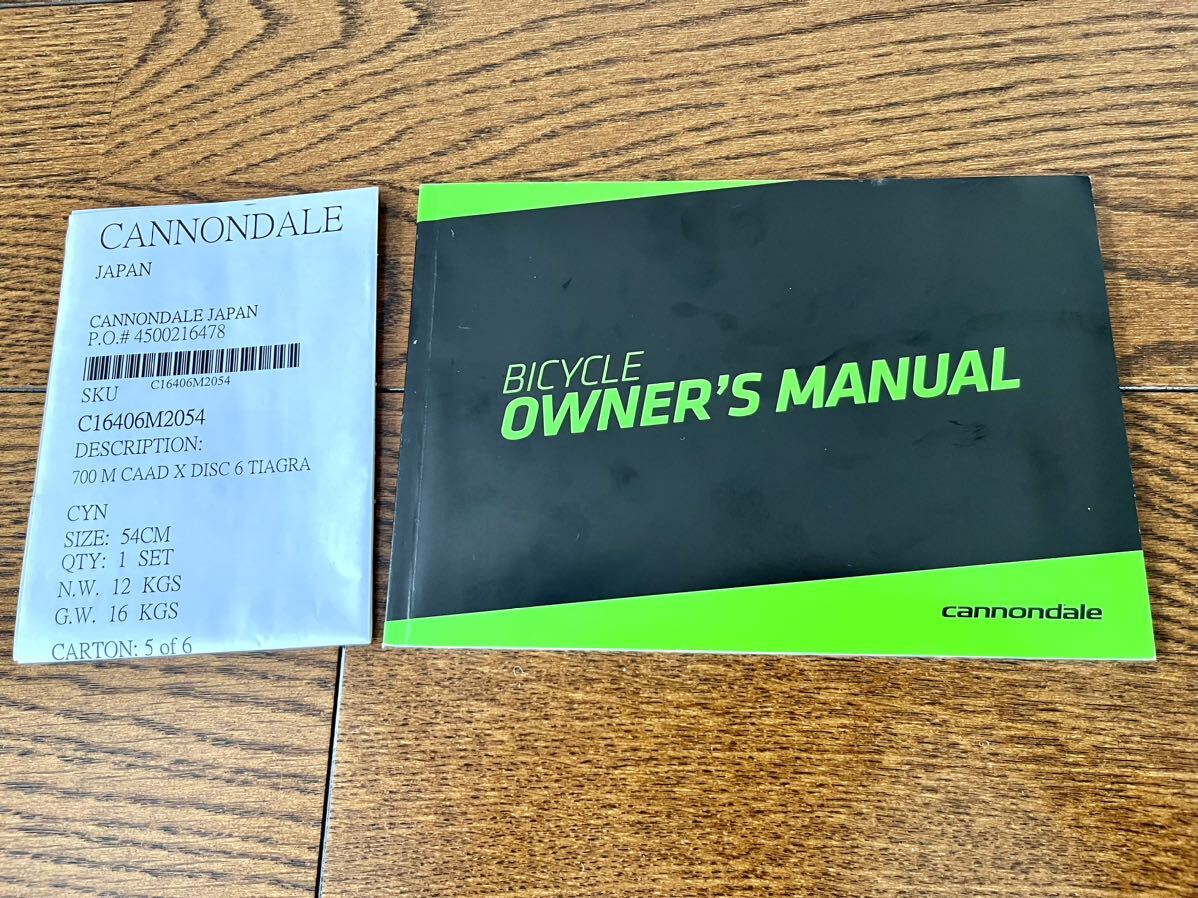 CANNONDALE
JAPAN
CANNONDALE JAPAN
P.O.# 4500216478
C16406M2054
SKU
C16406M2054
DESCRIPTION:
700 M CAAD X DISC 6 TIAGRA
CYN
SIZE: 54CM
QTY: 1 SET
N.W. 12 KGS
G.W. 16 KGS
CARTON: 5 of 6
BICYCLE
OWNER'S MANUAL
cannondale